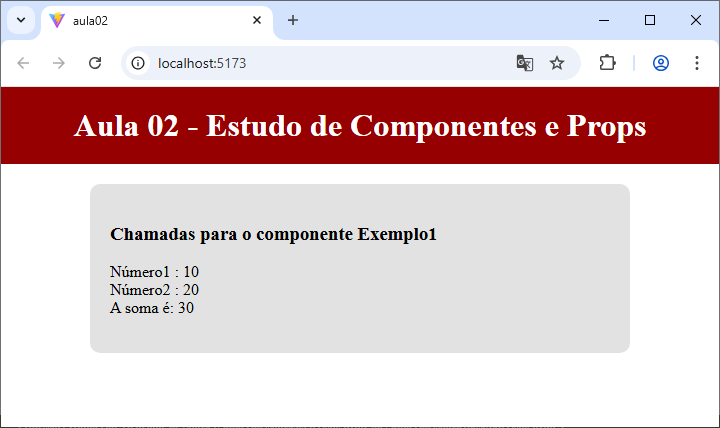 aula02
localhost:5173
Aula 02 - Estudo de Componentes e Props
Chamadas para o componente Exemplo1
Número1 : 10
Número2 : 20
A soma é: 30